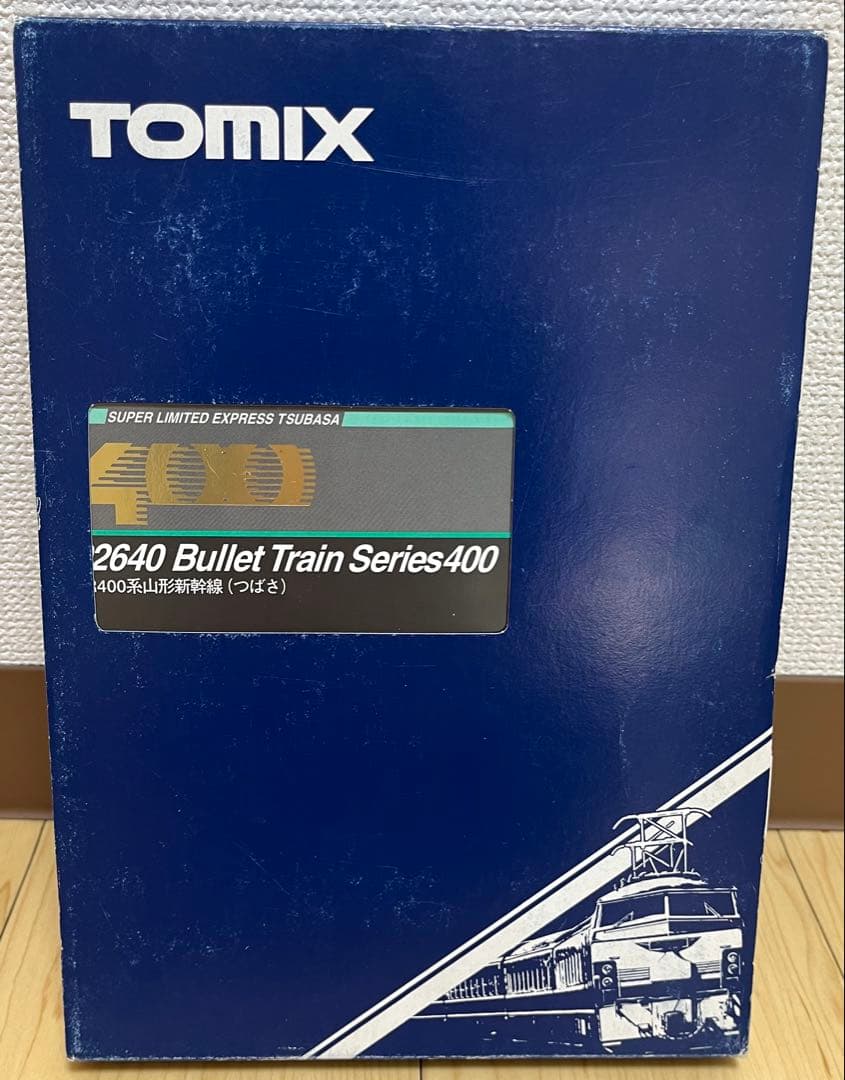 TOMIX
SUPER LIMITED EXPRESS TSUBASA
400
2640 Bullet Train Series400
400系山形新幹線(つばさ)